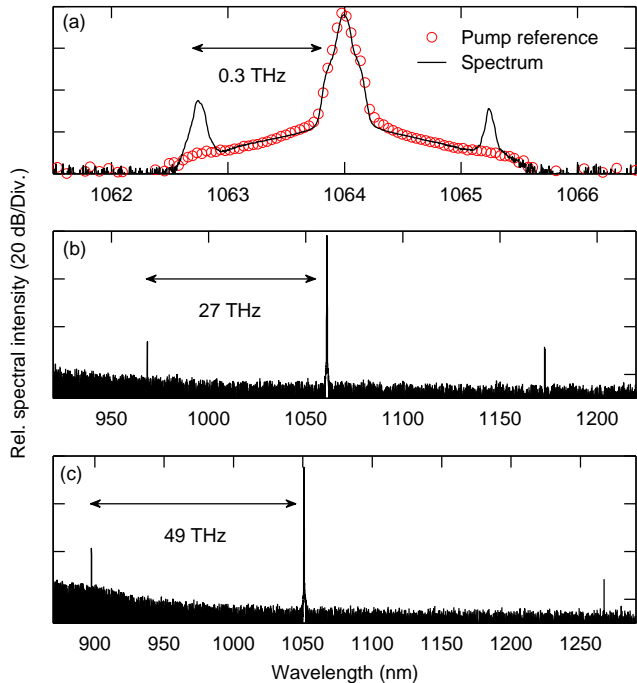 (a)
Pump reference
Spectrum
0.3 THz
1062 1063 1064 1065 1066
(b)
27 THz
950 1000 1050 1100 1150 1200
(c)
49 THz
900 950 1000 1050 1100 1150 1200 1250
Wavelength (nm)
Rel. spectral intensity (20 dB/Div.)